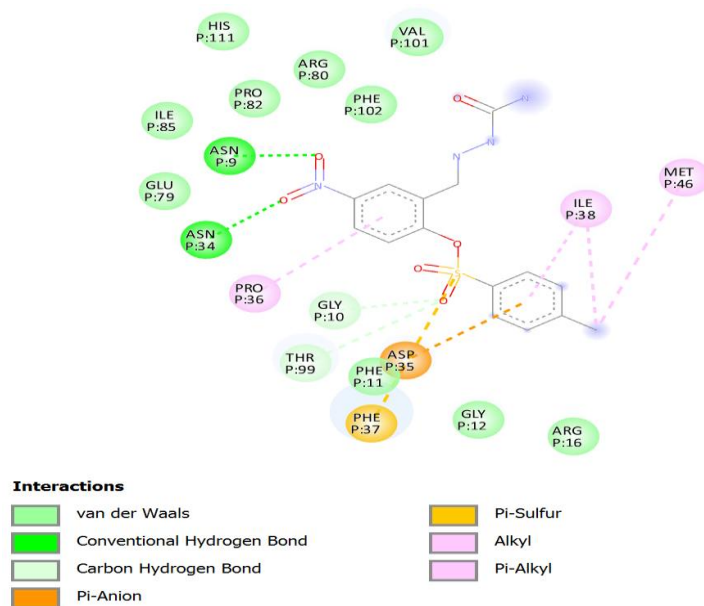 HIS
P:111
VAL
P:101
ARG
P:80
PRO
P:82
PHE
P:102
ILE
P:85
ASN
P:9
GLU
P:79
ASN
P:34
O
N
N
N
O
N
O
MET
P:46
ILE
P:38
PRO
P:36
O
O
S
O
GLY
P:10
THR
P:99
ASP
P:35
PHE
P:11
PHE
P:37
GLY
P:12
ARG
P:16
Interactions
van der Waals
Conventional Hydrogen Bond
Carbon Hydrogen Bond
Pi-Anion
Pi-Sulfur
Alkyl
Pi-Alkyl